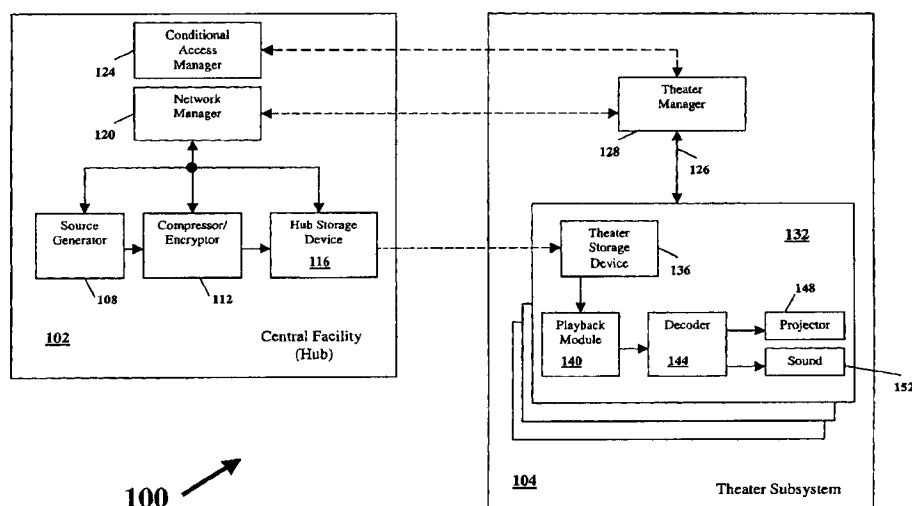 Conditional
Access
Manager
124
Network
Manager
120
Source
Generator
108
Compressor/
Encryptor
112
Hub Storage
Device
116
102
Central Facility
(Hub)
100
Theater
Manager
128
126
132
Theater
Storage
Device
136
Playback
Module
140
Decoder
144
148
Projector
Sound
152
104
Theater Subsystem